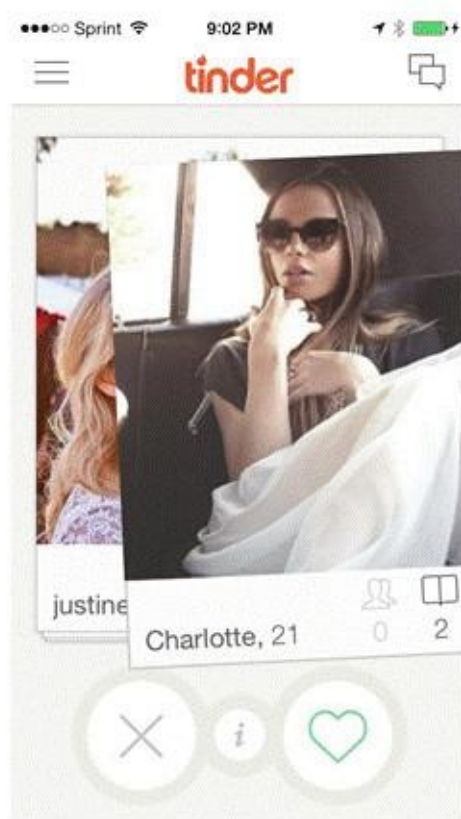 Sprint 9:02 PM
tinder
justine
Charlotte, 21
0 2
i